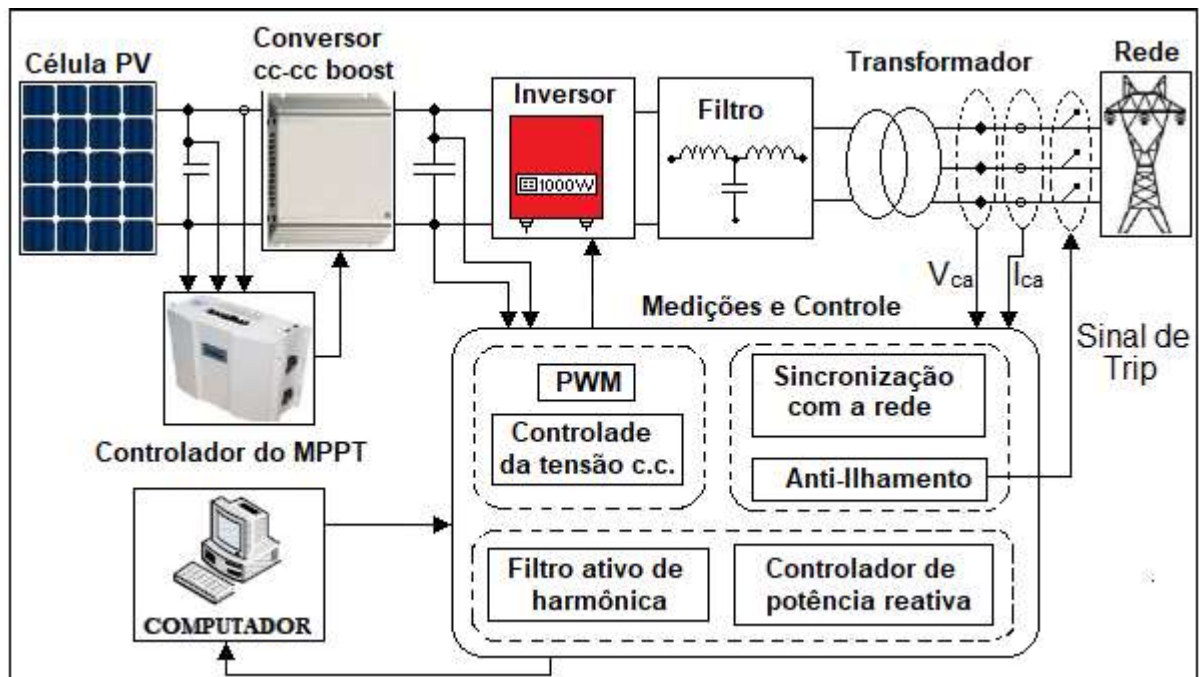 Célula PV
Conversor
cc-cc boost
Inversor
1000W
Filtro
Transformador
Rede
Vca
Ica
Sinal de
Trip
Controlador do MPPT
Medições e Controle
PWM
Controlade
da tensão c.c.
Sincronização
com a rede
Anti-Ilhamento
Filtro ativo de
harmônica
Controlador de
potência reativa
COMPUTADOR